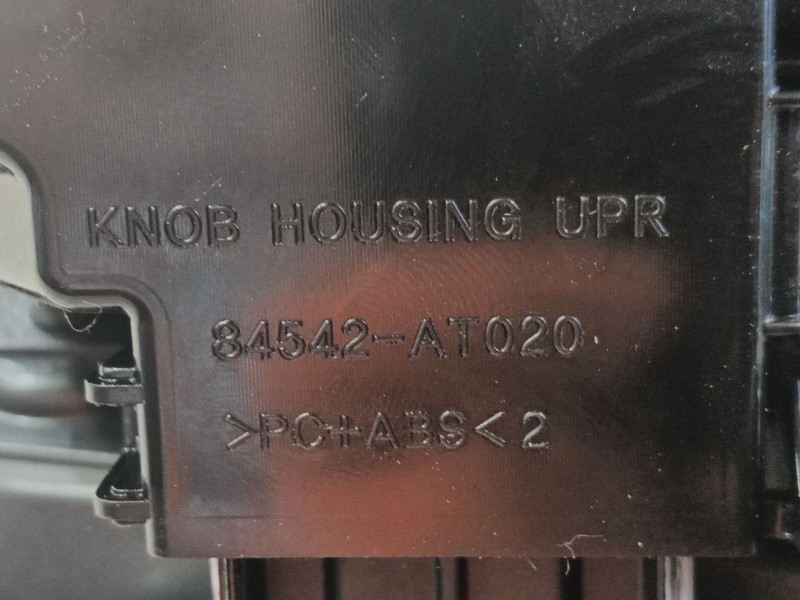 KNOB HOUSING UPR
84542-AT020
>PC+ABS< 2